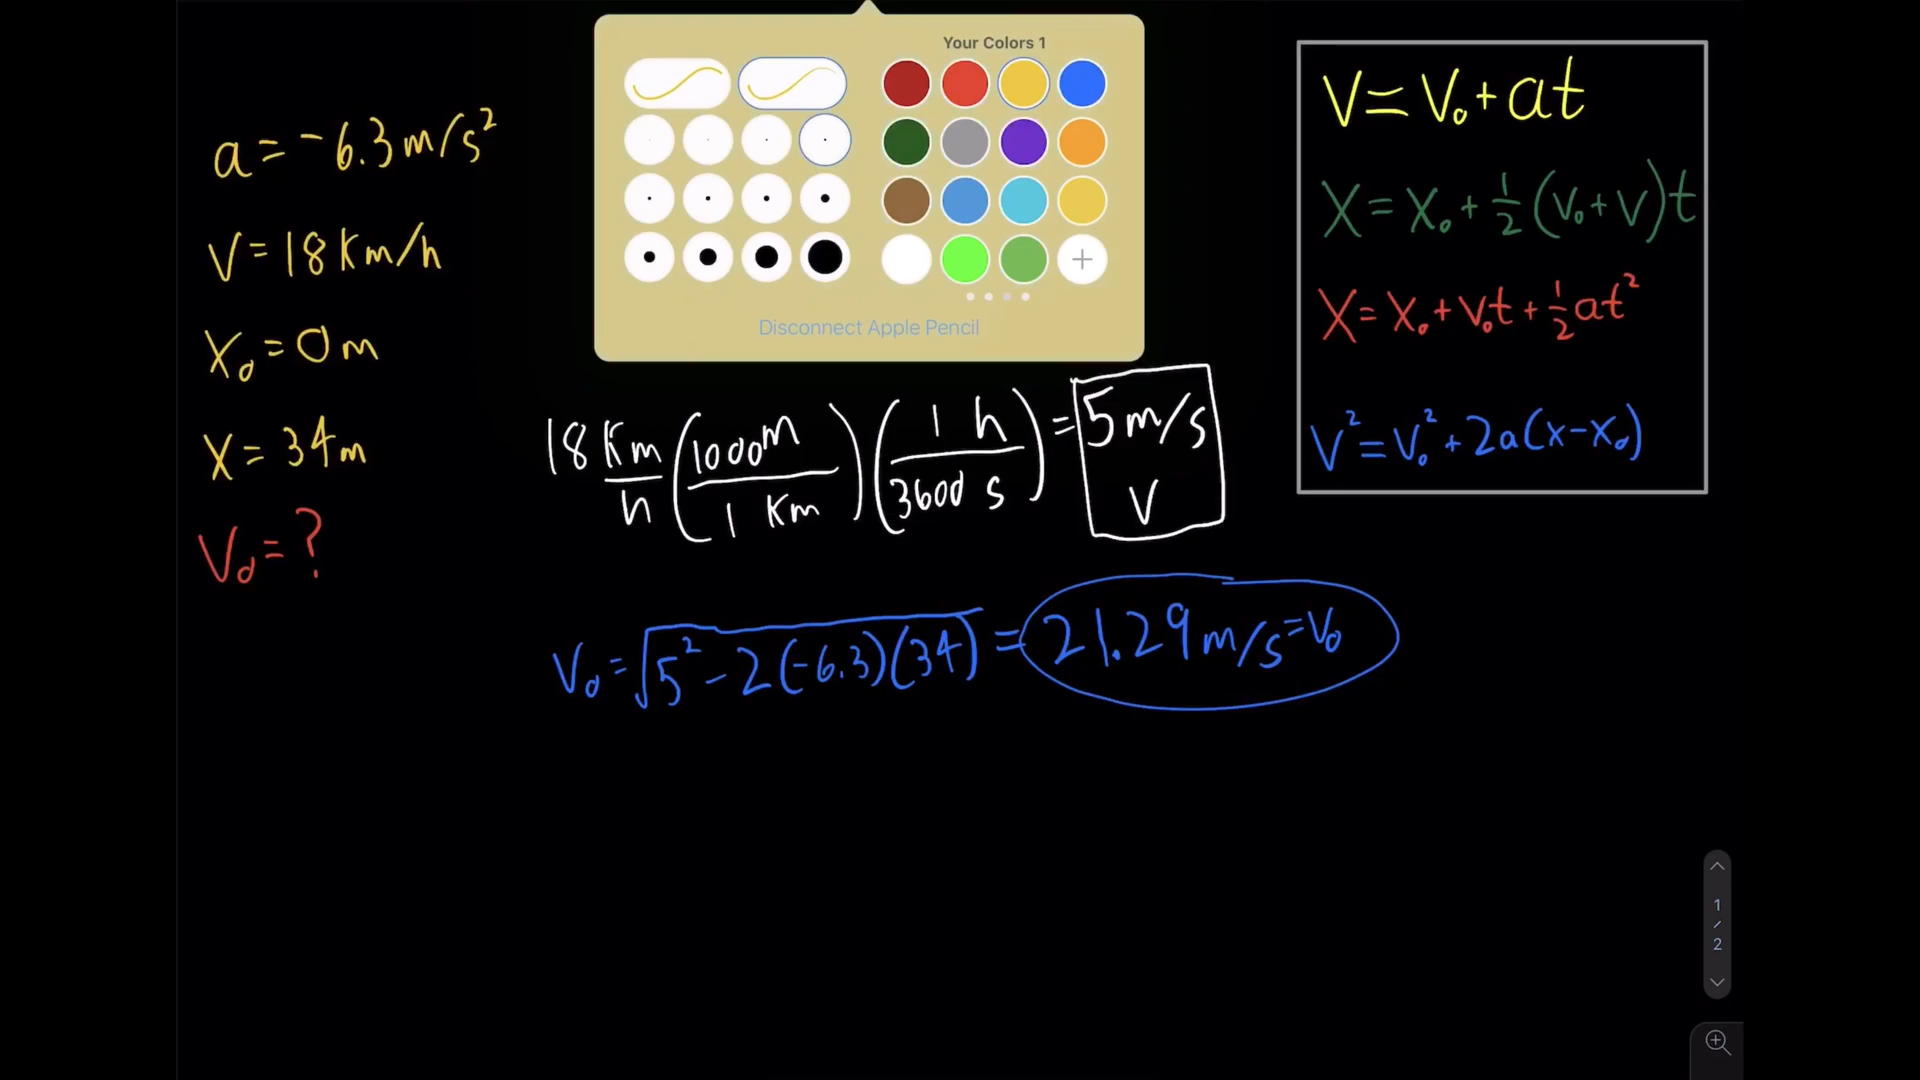 Your Colors 1
Disconnect Apple Pencil
a = -6.3 m/s²
V = 18 Km/h
X₀ = 0 m
X = 34 m
V₀ = ?
18 Km/h (1000 m / 1 Km) (1 h / 3600 s) = 5 m/s
V
V₀ = √(5² - 2(-6.3)(34)) = 21.29 m/s = V₀
V = V₀ + at
X = X₀ + 1/2 (V₀ + V)t
X = X₀ + V₀t + 1/2 at²
V² = V₀² + 2a(x - x₀)
1
/
2